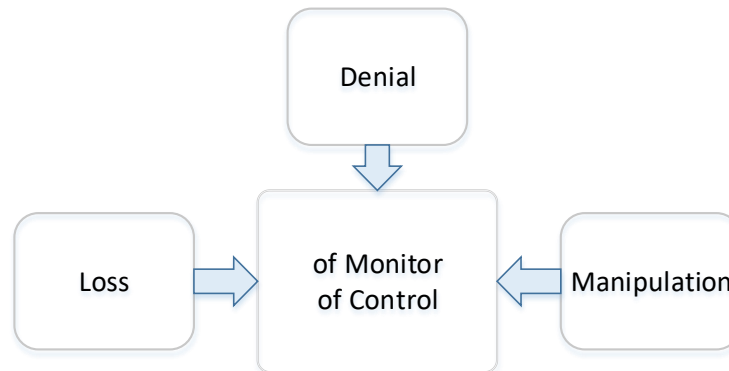 Denial
Loss
of Monitor
of Control
Manipulation